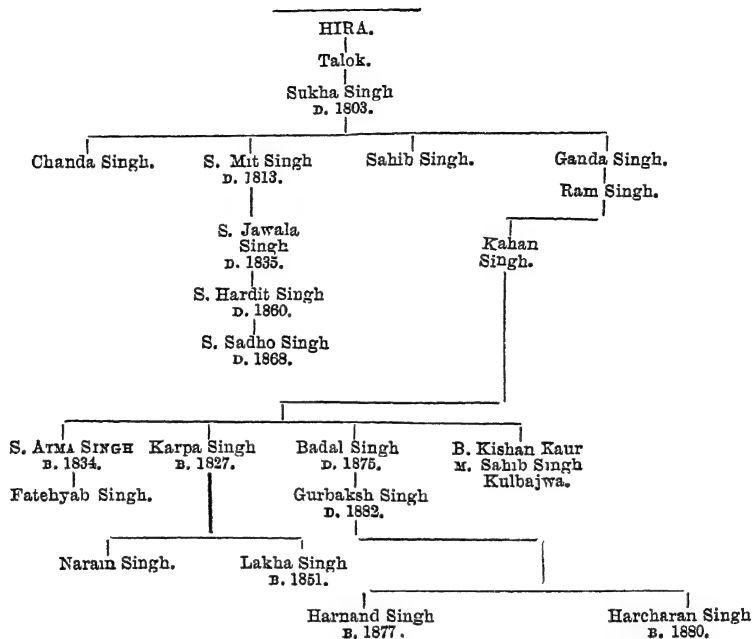 HIRA.
Talok.
Sukha Singh
D. 1803.
Chanda Singh. S. Mit Singh Sahib Singh. Ganda Singh.
D. 1813.
Ram Singh.
S. Jawala
Singh
D. 1835.
Kahan
Singh.
S. Hardit Singh
D. 1860.
S. Sadho Singh
D. 1868.
S. ATMA SINGH Karpa Singh Badal Singh B. Kishan Kaur
B. 1834. B. 1827. D. 1875. M. Sahib Singh
Kulbajwa.
Fatehyab Singh. Gurbaksh Singh
D. 1882.
Narain Singh. Lakha Singh
B. 1851.
Harnand Singh Harcharan Singh
B. 1877. B. 1880.